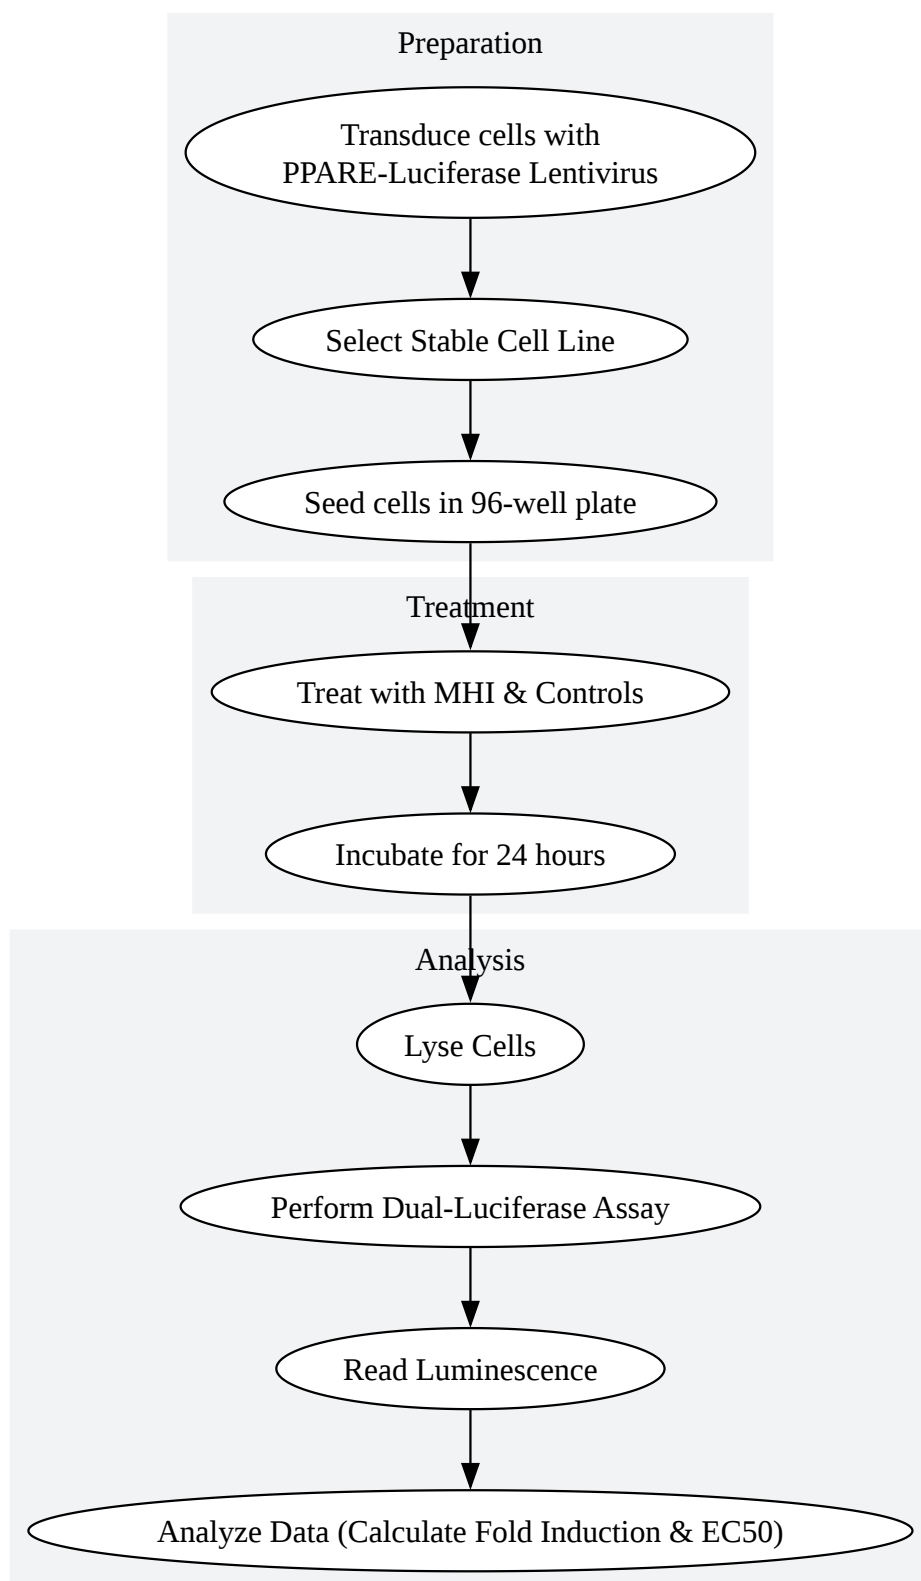 Preparation
Transduce cells with
PPARE-Luciferase Lentivirus
Select Stable Cell Line
Seed cells in 96-well plate
Treatment
Treat with MHI & Controls
Incubate for 24 hours
Analysis
Lyse Cells
Perform Dual-Luciferase Assay
Read Luminescence
Analyze Data (Calculate Fold Induction & EC50)